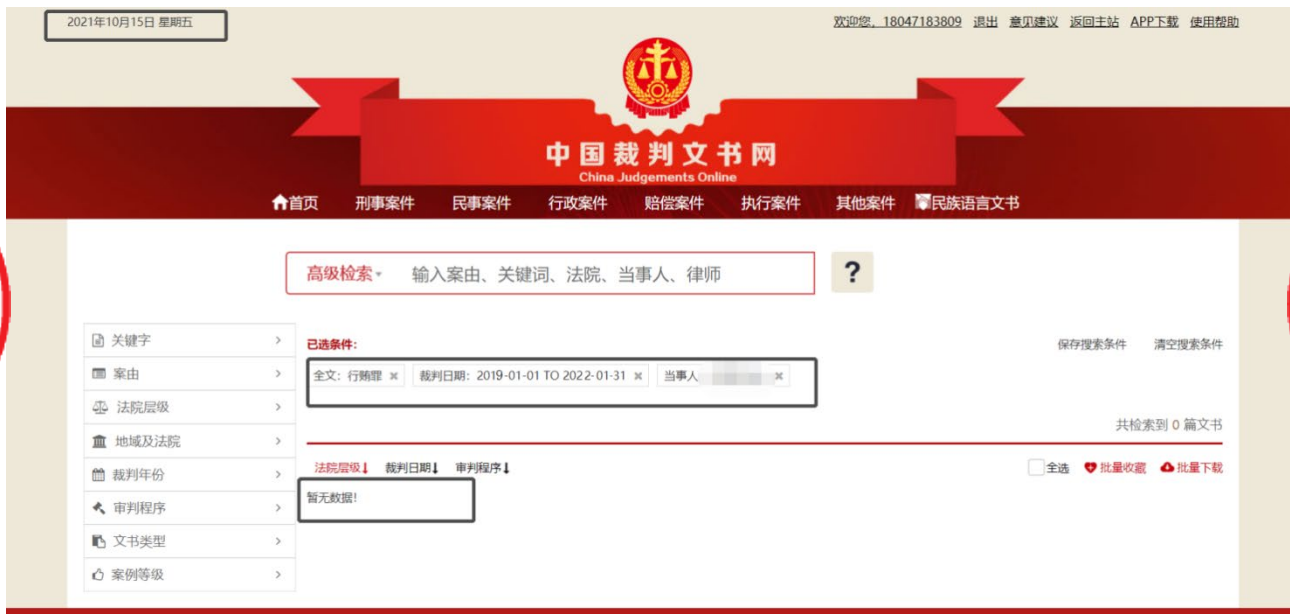 2021年10月15日 星期五
欢迎您，18047183809 退出 意见建议 返回主站 APP下载 使用帮助
中国裁判文书网
China Judgements Online
首页 刑事案件 民事案件 行政案件 赔偿案件 执行案件 其他案件 民族语言文书
高级检索 输入案由、关键词、法院、当事人、律师 ?
关键字
案由
法院层级
地域及法院
裁判年份
审判程序
文书类型
案例等级
已选条件：
保存搜索条件 清空搜索条件
全文：行贿罪 × 裁判日期：2019-01-01 TO 2022-01-31 × 当事人 ×
共检索到 0 篇文书
法院层级 裁判日期 审判程序
全选 批量收藏 批量下载
暂无数据!